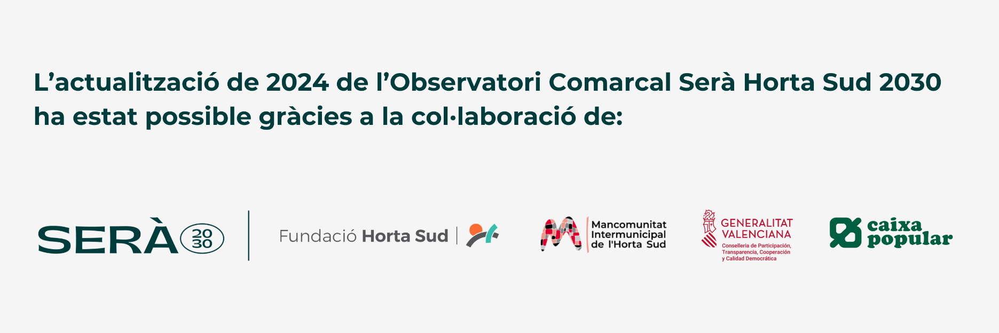 L’actualització de 2024 de l’Observatori Comarcal Serà Horta Sud 2030
ha estat possible gràcies a la col·laboració de:
SERÀ
20
30
Fundació Horta Sud
Mancomunitat
Intermunicipal
de l'Horta Sud
GENERALITAT
VALENCIANA
Conselleria de Participación,
Transparencia, Cooperación
y Calidad Democrática
caixa
popular